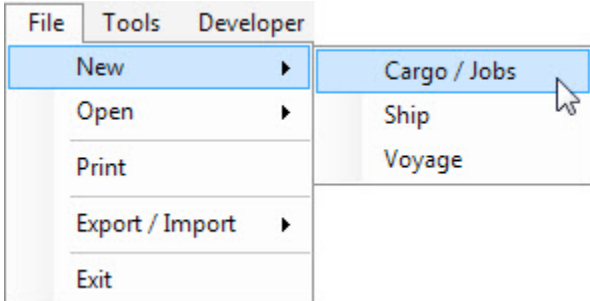 File Tools Developer
New
Cargo / Jobs
Open
Ship
Voyage
Print
Export / Import
Exit